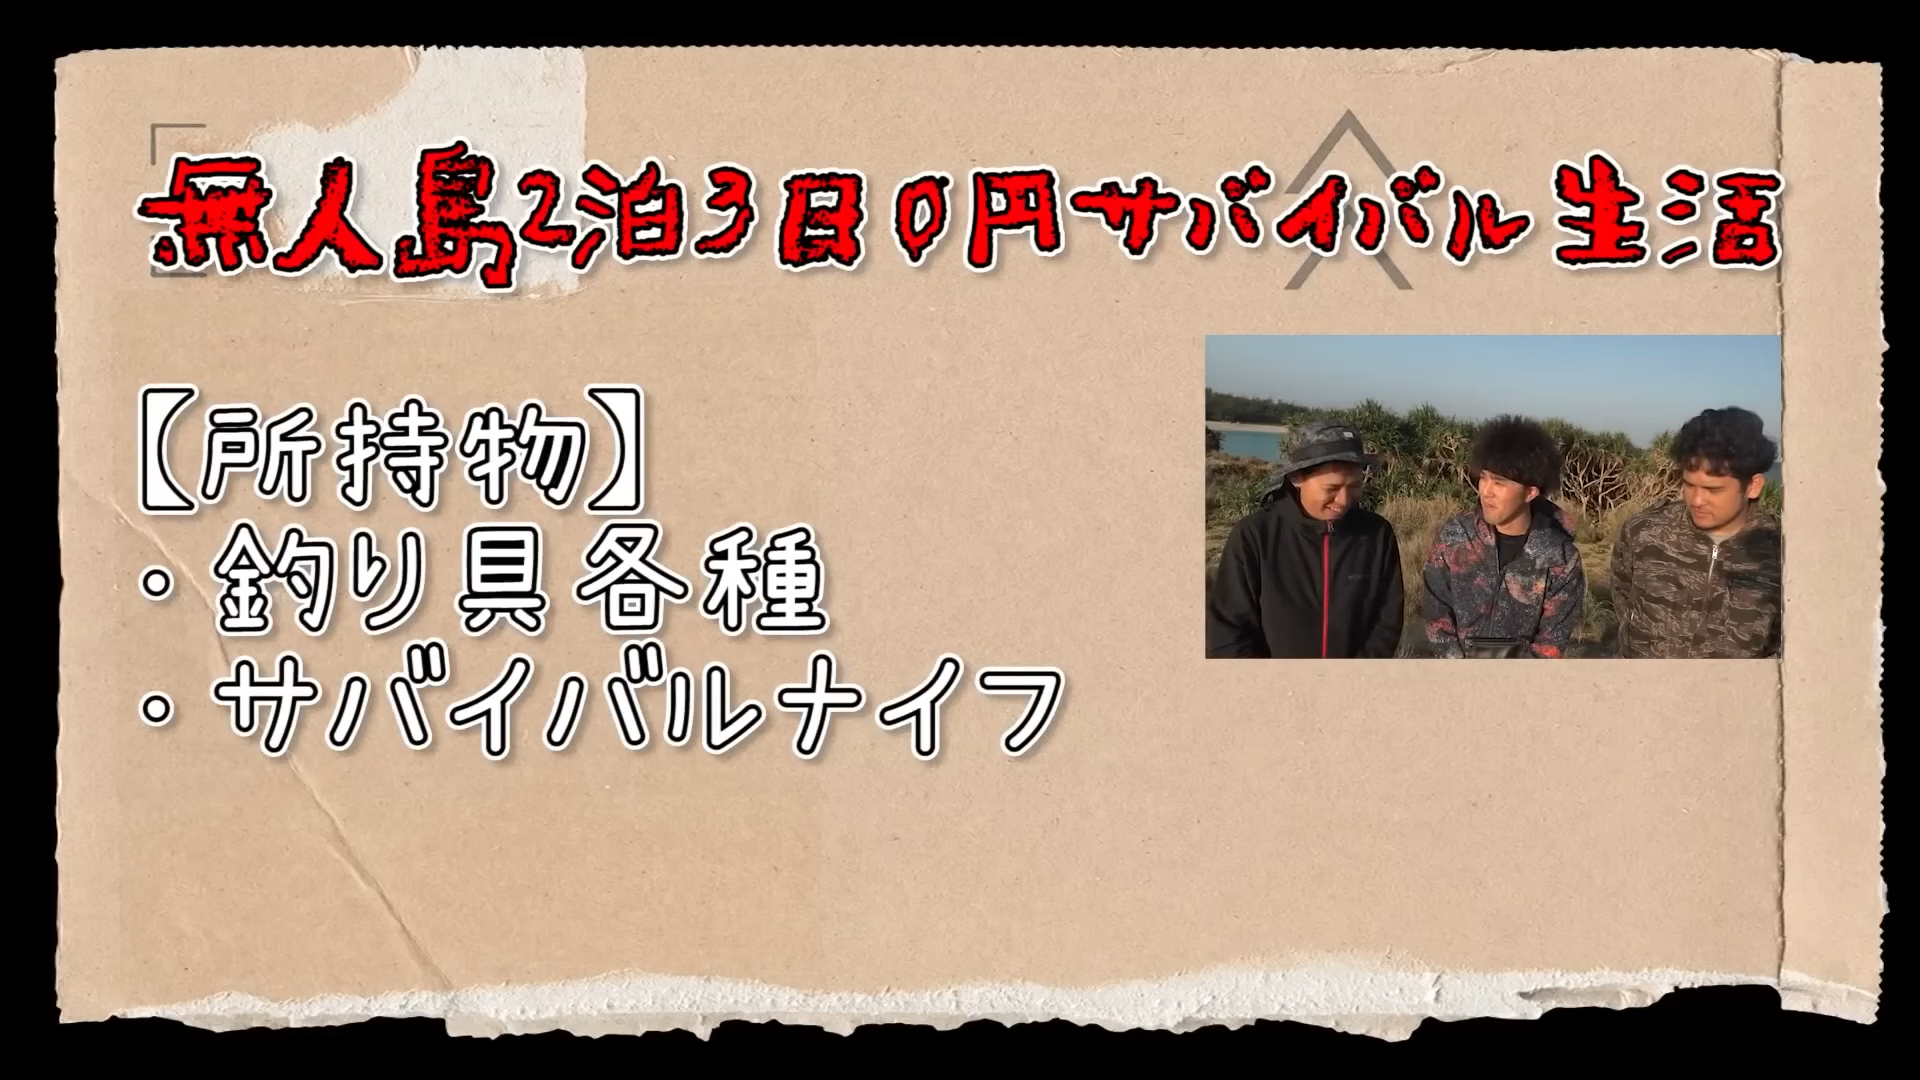 無人島2泊3日0円サバイバル生活
【所持物】
・釣り具各種
・サバイバルナイフ